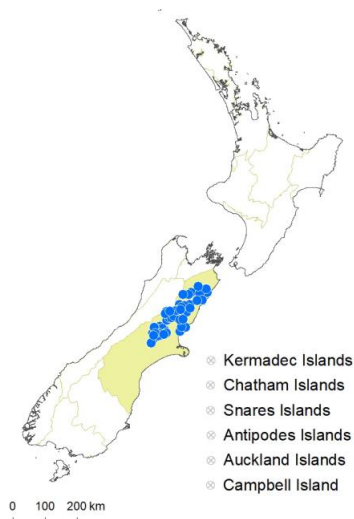 Kermadec Islands
Chatham Islands
Snares Islands
Antipodes Islands
Auckland Islands
Campbell Island
0 100 200 km